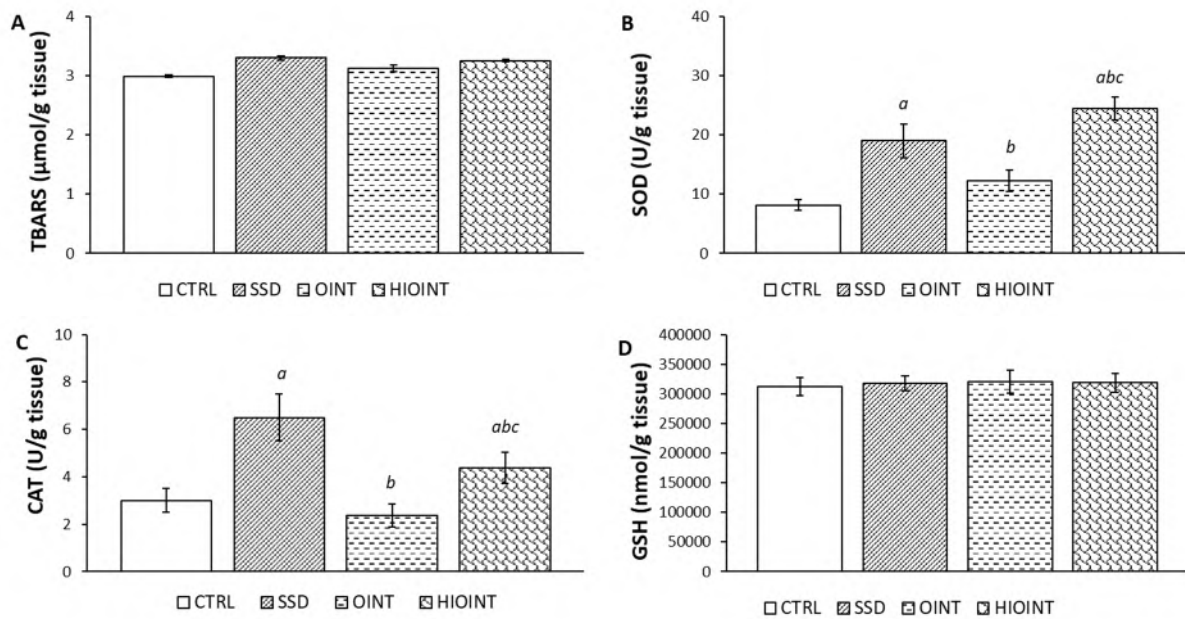 A
TBARS (µmol/g tissue)
4
3
2
1
0
CTRL SSD OINT HIOINT
B
SOD (U/g tissue)
40
30
20
10
0
a
b
abc
CTRL SSD OINT HIOINT
C
CAT (U/g tissue)
10
8
6
4
2
0
a
b
abc
CTRL SSD OINT HIOINT
D
GSH (nmol/g tissue)
400000
350000
300000
250000
200000
150000
100000
50000
0
CTRL SSD OINT HIOINT